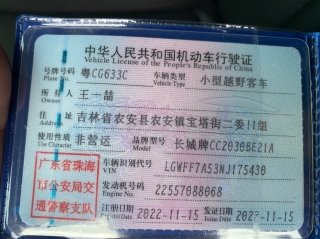 中华人民共和国机动车行驶证
Vehicle License of the People's Republic of China
号牌号码 粤CG633C 车辆类型 小型越野客车
Plate No. Vehicle Type
所有人 王一喆
Owner
住址 吉林省农安县农安镇宝塔街二委11组
Address
使用性质 非营运 品牌型号 长城牌CC2030BE21A
Use Character Model
广东省珠海
市公安局交
通警察支队
车辆识别代号 LGWFF7A53NJ175430
VIN
发动机号码 22557088068
Engine No.
注册日期 2022-11-15 发证日期 2022-11-15
Register Date Issue Date